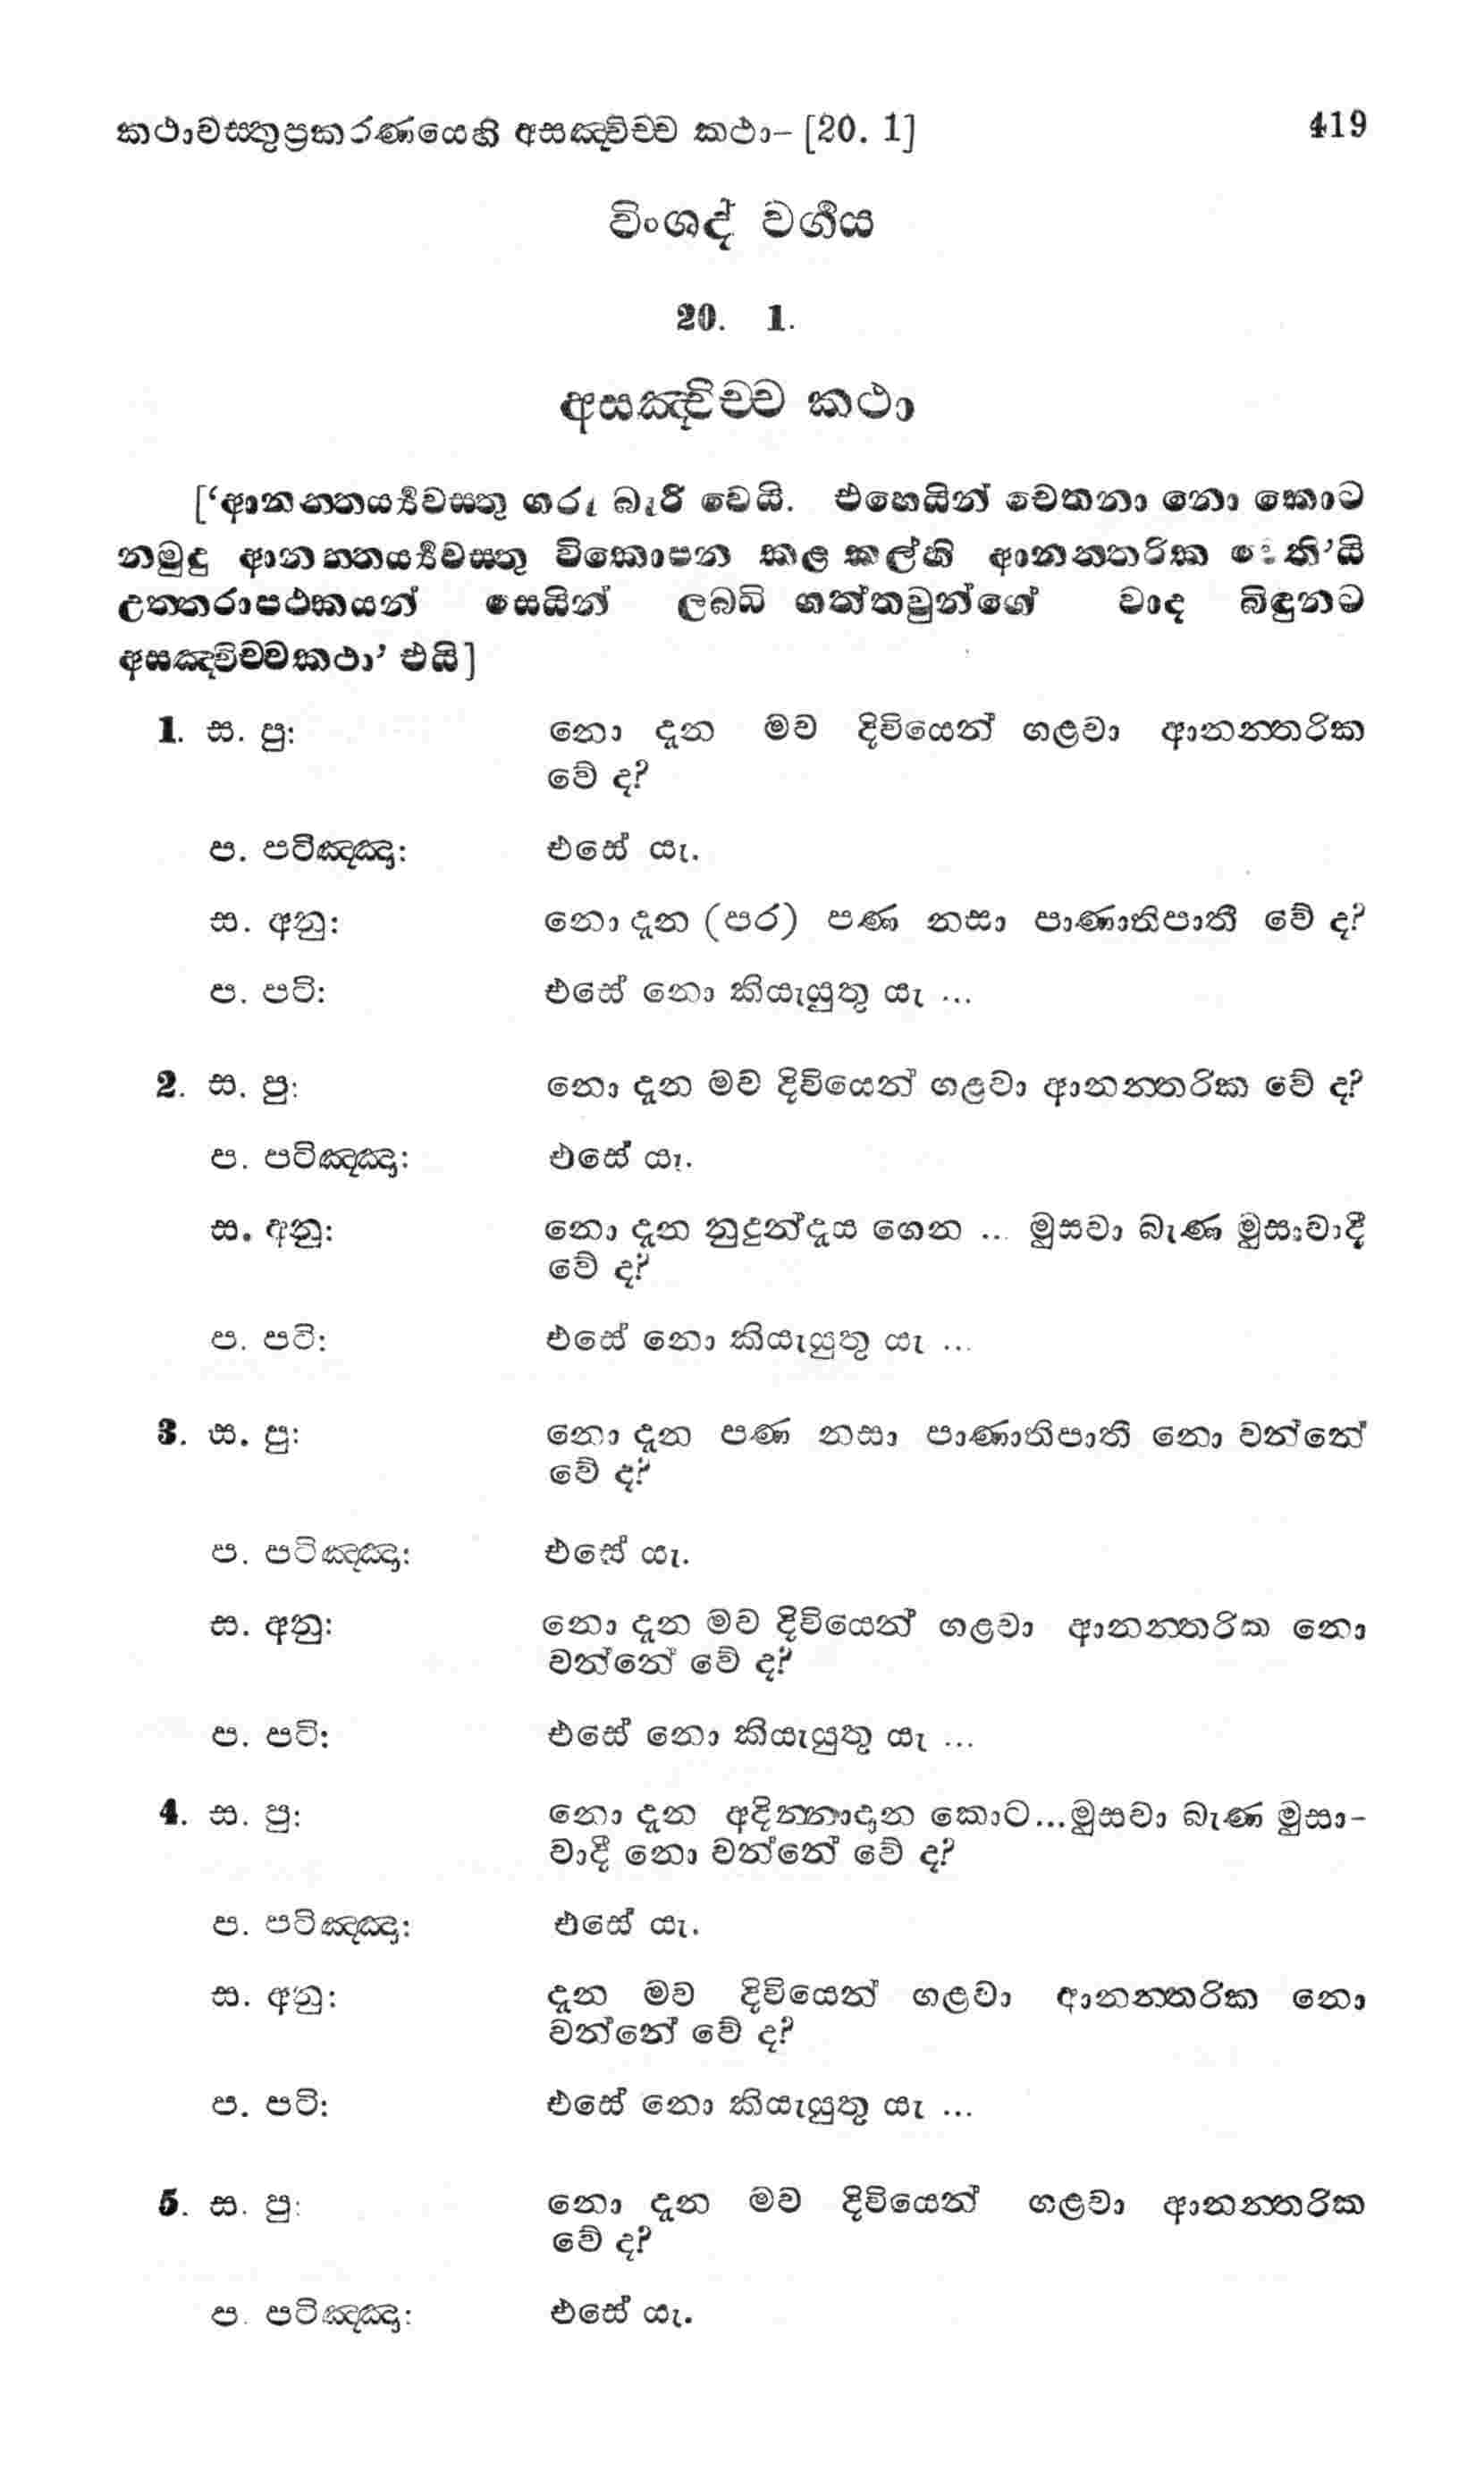 කථාවස්තුප්‍රකරණයෙහි අසඤ්චිච්ච කථා– [20. 1] 419
විංශද් වර්‍ගය
20. 1.
අසඤ්චිච්ච කථා
[‘ආනන්තර්‍ය්‍යවස්තු ගරු බැරි වෙයි. එහෙයින් චෙතනා නො කොට
නමුදු ආනන්තර්‍ය්‍යවස්තු විකොපන කළ කල්හි ආනන්තරික තී’යි
උත්තරාපථකයන් සෙයින් ලබ්ධි ගත්තවුන්ගේ වාද බිඳුනට
අසඤ්චිච්චකථා’ එයි]
1. ස. පු: නො දැන මව දිවියෙන් ගළවා ආනන්තරික
වේ ද?
ප. පටිඤ්ඤා: එසේ යැ.
ස. අනු: නො දැන (පර) පණ නසා පාණාතිපාතී වේ ද?
ප. පටි: එසේ නො කියැයුතු යැ ...
2. ස. පු: නො දැන මව දිවියෙන් ගළවා ආනන්තරික වේ ද?
ප. පටිඤ්ඤා: එසේ යැ.
ස. අනු: නො දැන නුදුන්දැය ගෙන ... මුසවා බැණ මුසාවාදී
වේ ද?
ප. පටි: එසේ නො කියැයුතු යැ ...
3. ස. පු: නො දැන පණ නසා පාණාතිපාතී නො වන්නේ
වේ ද?
ප. පටිඤ්ඤා: එසේ යැ.
ස. අනු: නො දැන මව දිවියෙන් ගළවා ආනන්තරික නො
වන්නේ වේ ද?
ප. පටි: එසේ නො කියැයුතු යැ ...
4. ස. පු: නො දැන අදින්නාදාන කොට...මුසවා බැණ මුසා-
වාදී නො වන්නේ වේ ද?
ප. පටිඤ්ඤා: එසේ යැ.
ස. අනු: දැන මව දිවියෙන් ගළවා ආනන්තරික නො
වන්නේ වේ ද?
ප. පටි: එසේ නො කියැයුතු යැ ...
5. ස. පු: නො දැන මව දිවියෙන් ගළවා ආනන්තරික
වේ ද?
ප. පටිඤ්ඤා: එසේ යැ.